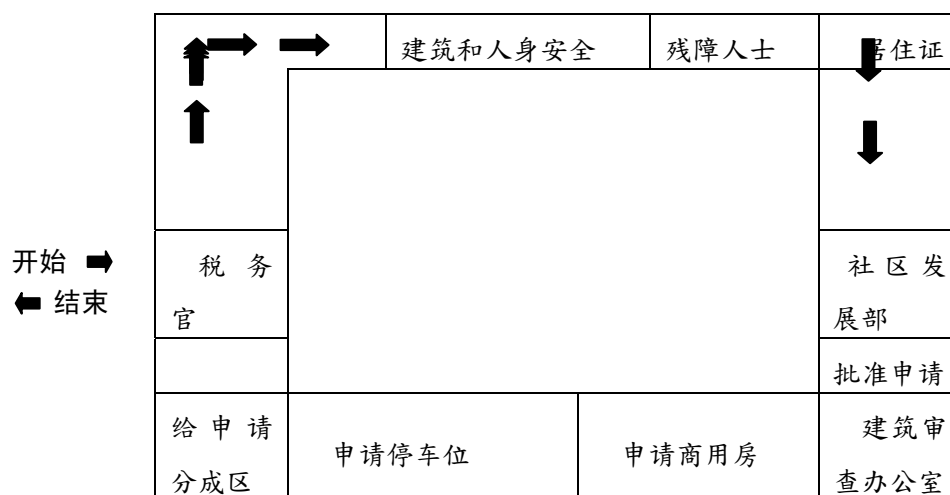 建筑和人身安全
残障人士
居住证
开始
结束
税务
官
社区发
展部
批准申请
给申请
分成区
申请停车位
申请商用房
建筑审
查办公室